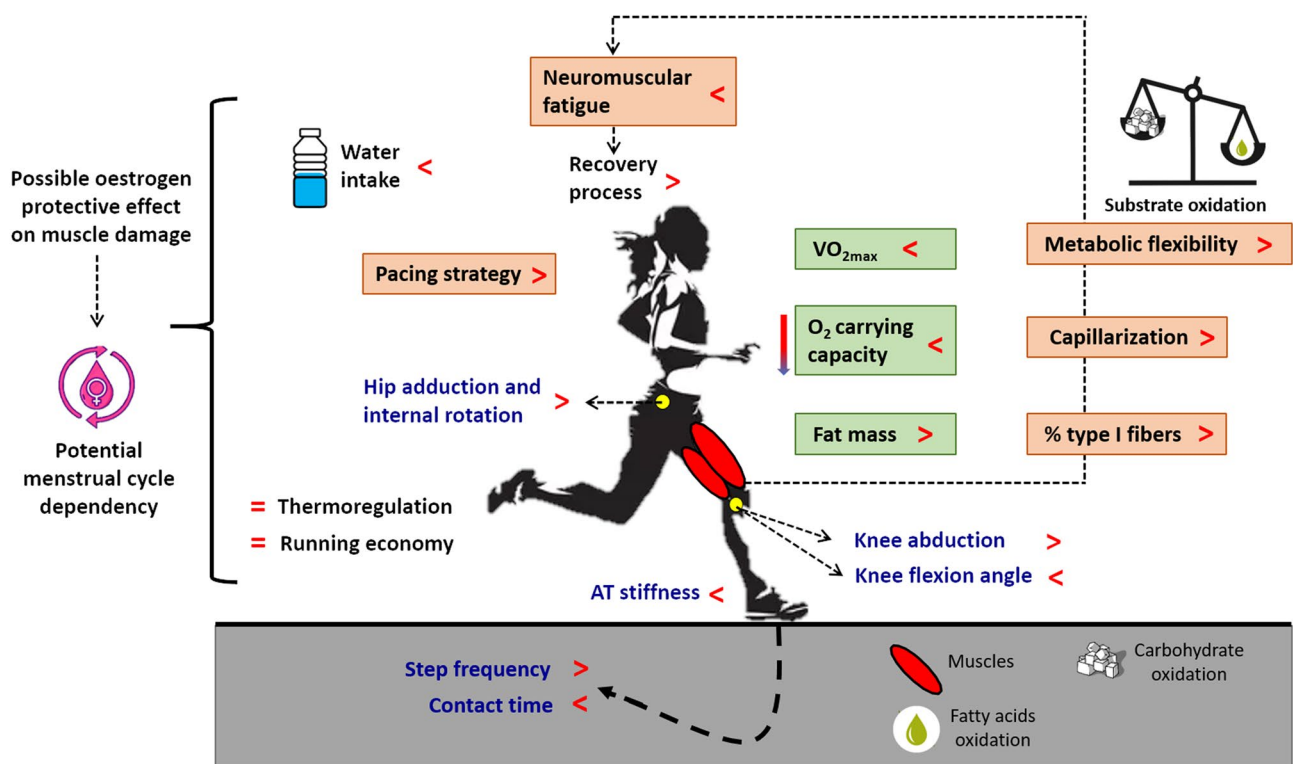 Neuromuscular
fatigue <
Water
intake <
Recovery
process >
Possible oestrogen
protective effect
on muscle damage
Substrate oxidation
Pacing strategy >
VO2max <
Metabolic flexibility >
O2 carrying
capacity <
Capillarization >
Hip adduction and
internal rotation >
Fat mass >
% type I fibers >
Potential
menstrual cycle
dependency
= Thermoregulation
= Running economy
Knee abduction >
Knee flexion angle <
AT stiffness <
Step frequency >
Contact time <
Muscles
Carbohydrate
oxidation
Fatty acids
oxidation